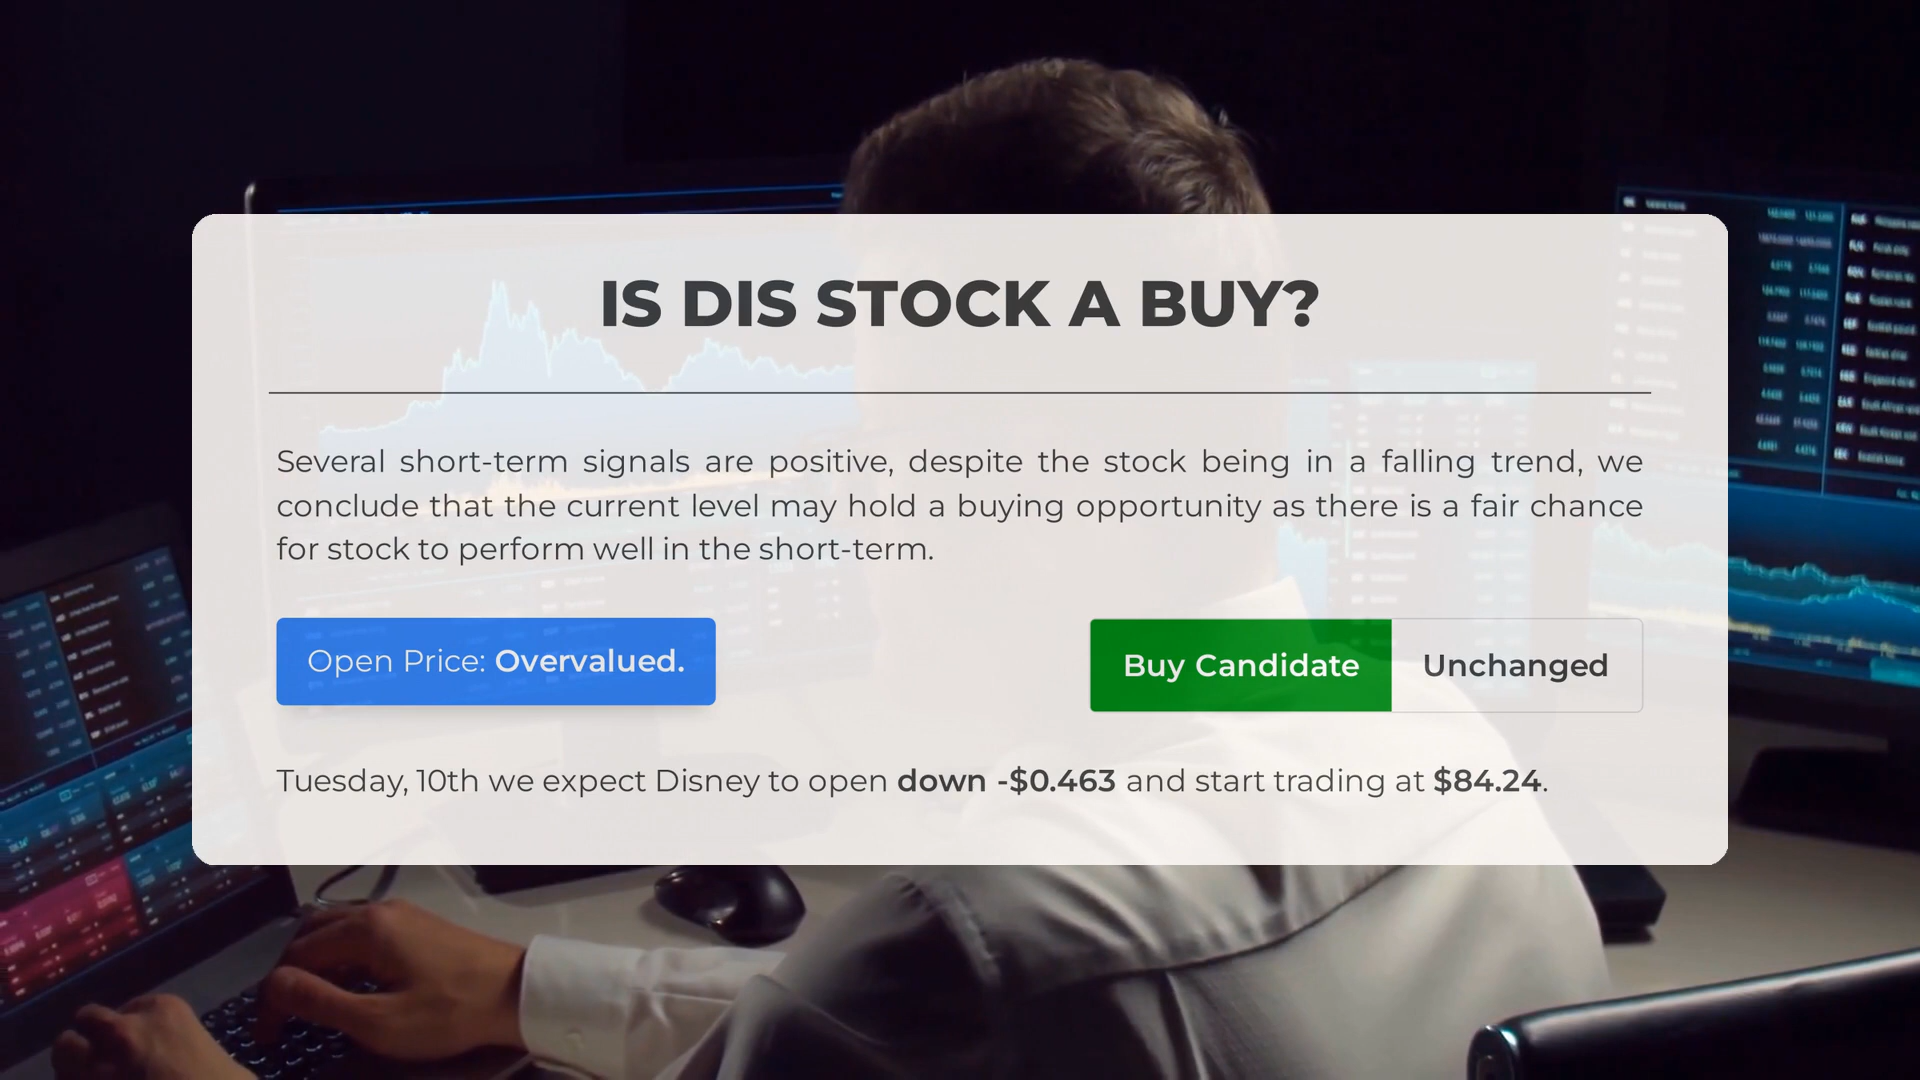 IS DIS STOCK A BUY?
Several short-term signals are positive, despite the stock being in a falling trend, we
conclude that the current level may hold a buying opportunity as there is a fair chance
for stock to perform well in the short-term.
Open Price: Overvalued.
Buy Candidate Unchanged
Tuesday, 10th we expect Disney to open down -$0.463 and start trading at $84.24.